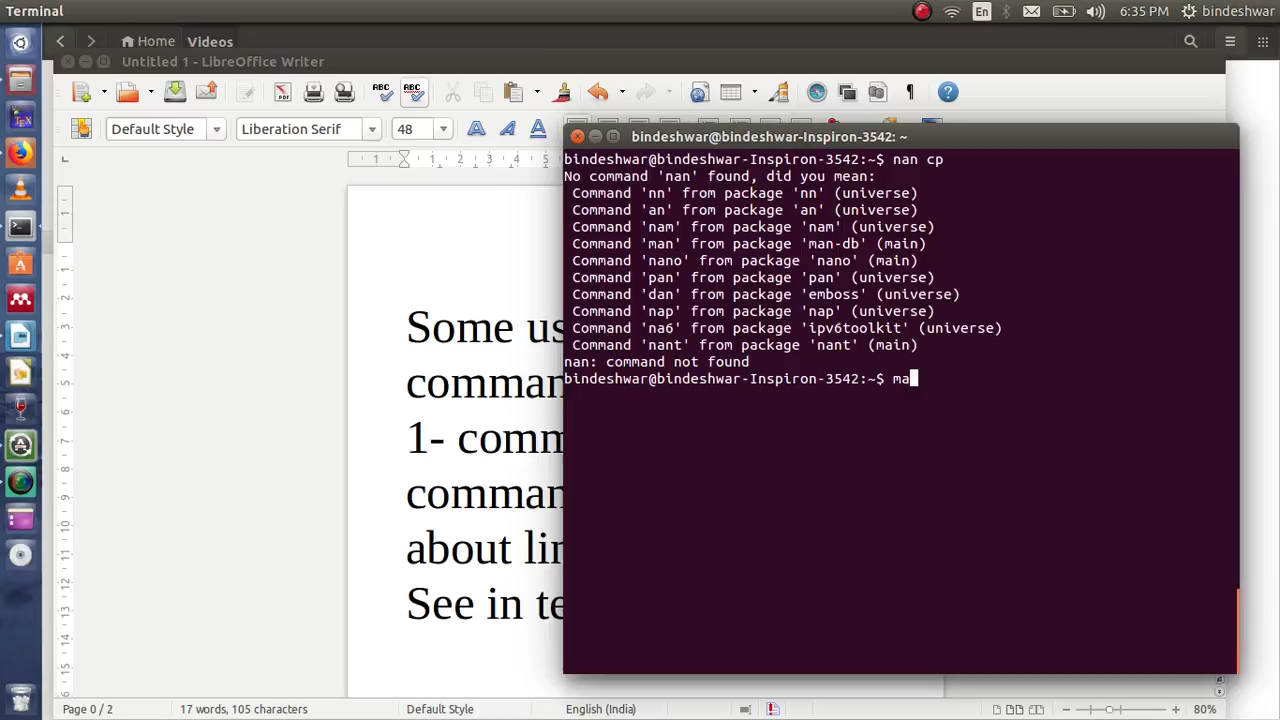 Terminal
En
6:35 PM
bindeshwar
Home
Videos
Untitled 1 - LibreOffice Writer
Default Style
Liberation Serif
48
bindeshwar@bindeshwar-Inspiron-3542: ~
bindeshwar@bindeshwar-Inspiron-3542:~$ nan cp
No command 'nan' found, did you mean:
Command 'nn' from package 'nn' (universe)
Command 'an' from package 'an' (universe)
Command 'nam' from package 'nam' (universe)
Command 'man' from package 'man-db' (main)
Command 'nano' from package 'nano' (main)
Command 'pan' from package 'pan' (universe)
Command 'dan' from package 'emboss' (universe)
Command 'nap' from package 'nap' (universe)
Command 'na6' from package 'ipv6toolkit' (universe)
Command 'nant' from package 'nant' (main)
nan: command not found
bindeshwar@bindeshwar-Inspiron-3542:~$ ma
Some us
comman
1- comm
comman
about lin
See in te
Page 0 / 2
17 words, 105 characters
Default Style
English (India)
80%